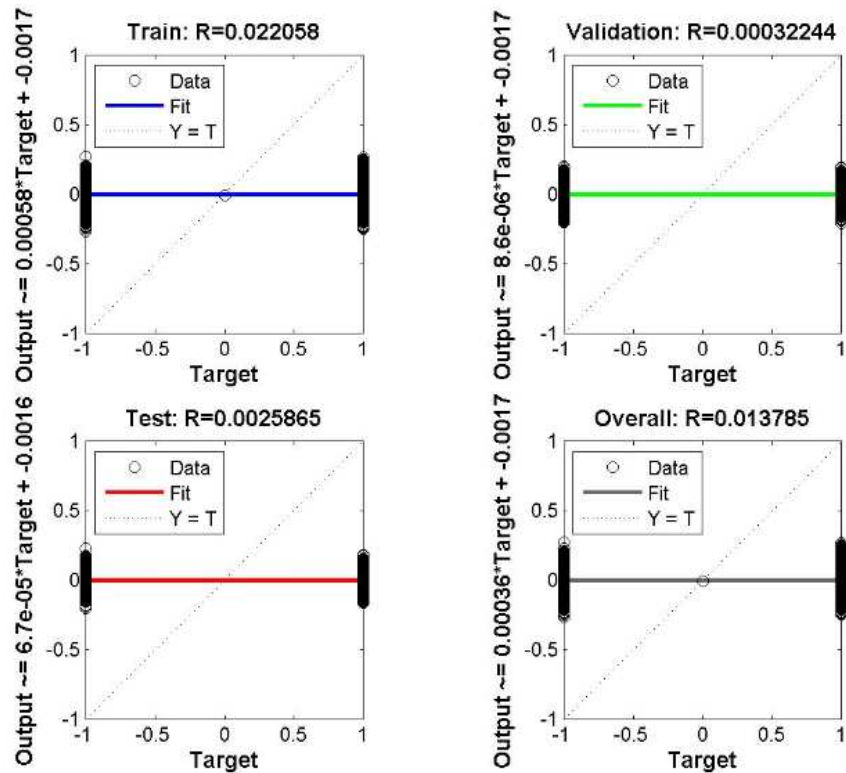 Train: R=0.022058
Output ~= 0.00058*Target + -0.0017
1
0.5
0
-0.5
-1
Data
Fit
Y = T
-1 -0.5 0 0.5 1
Target
Validation: R=0.00032244
Output ~= 8.6e-06*Target + -0.0017
1
0.5
0
-0.5
-1
Data
Fit
Y = T
-1 -0.5 0 0.5 1
Target
Test: R=0.0025865
Output ~= 6.7e-05*Target + -0.0016
1
0.5
0
-0.5
-1
Data
Fit
Y = T
-1 -0.5 0 0.5 1
Target
Overall: R=0.013785
Output ~= 0.00036*Target + -0.0017
1
0.5
0
-0.5
-1
Data
Fit
Y = T
-1 -0.5 0 0.5 1
Target